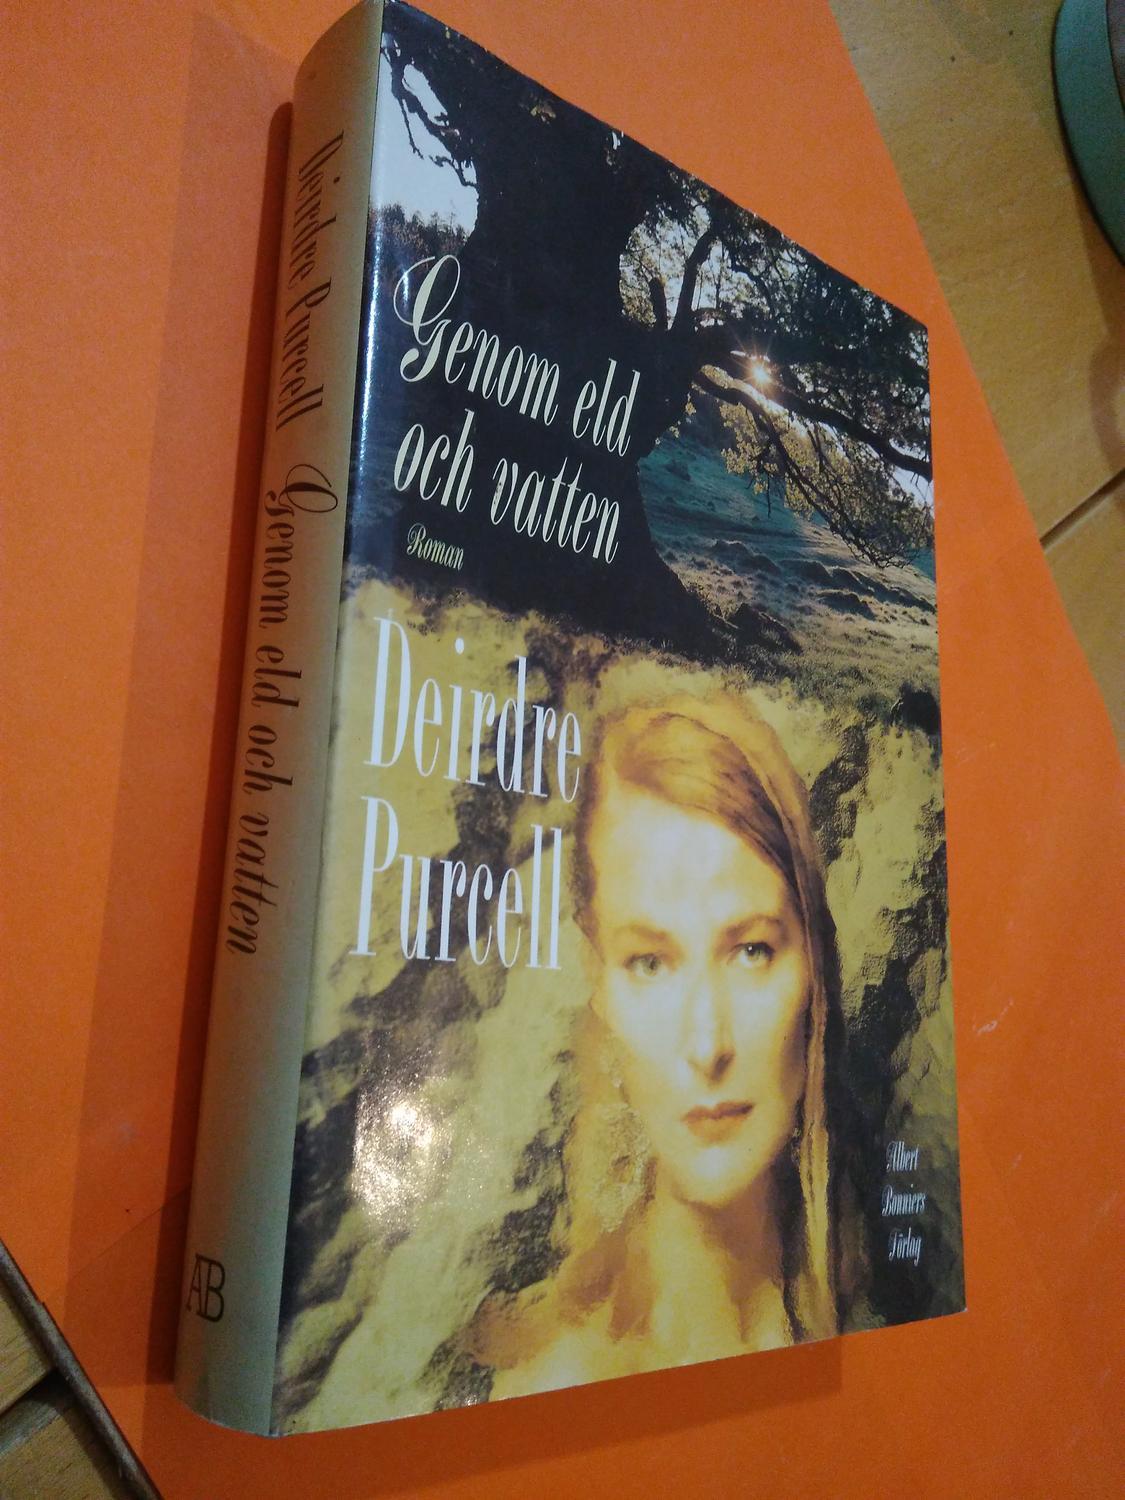 Deirdre Purcell Genom eld och vatten
AB
Genom eld
och vatten
Roman
Deirdre
Purcell
Albert
Bonniers
Förlag